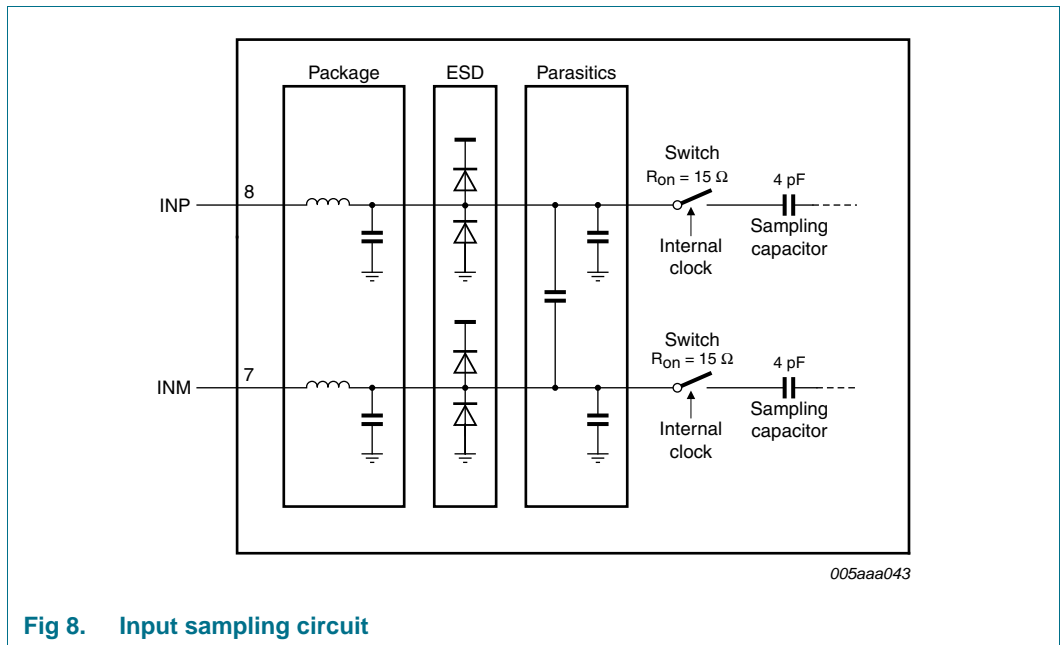 Package ESD Parasitics
Switch
Ron = 15 Ω
4 pF
8
INP
Sampling
capacitor
Internal
clock
Switch
Ron = 15 Ω
4 pF
7
INM
Sampling
capacitor
Internal
clock
005aaa043
Fig 8. Input sampling circuit